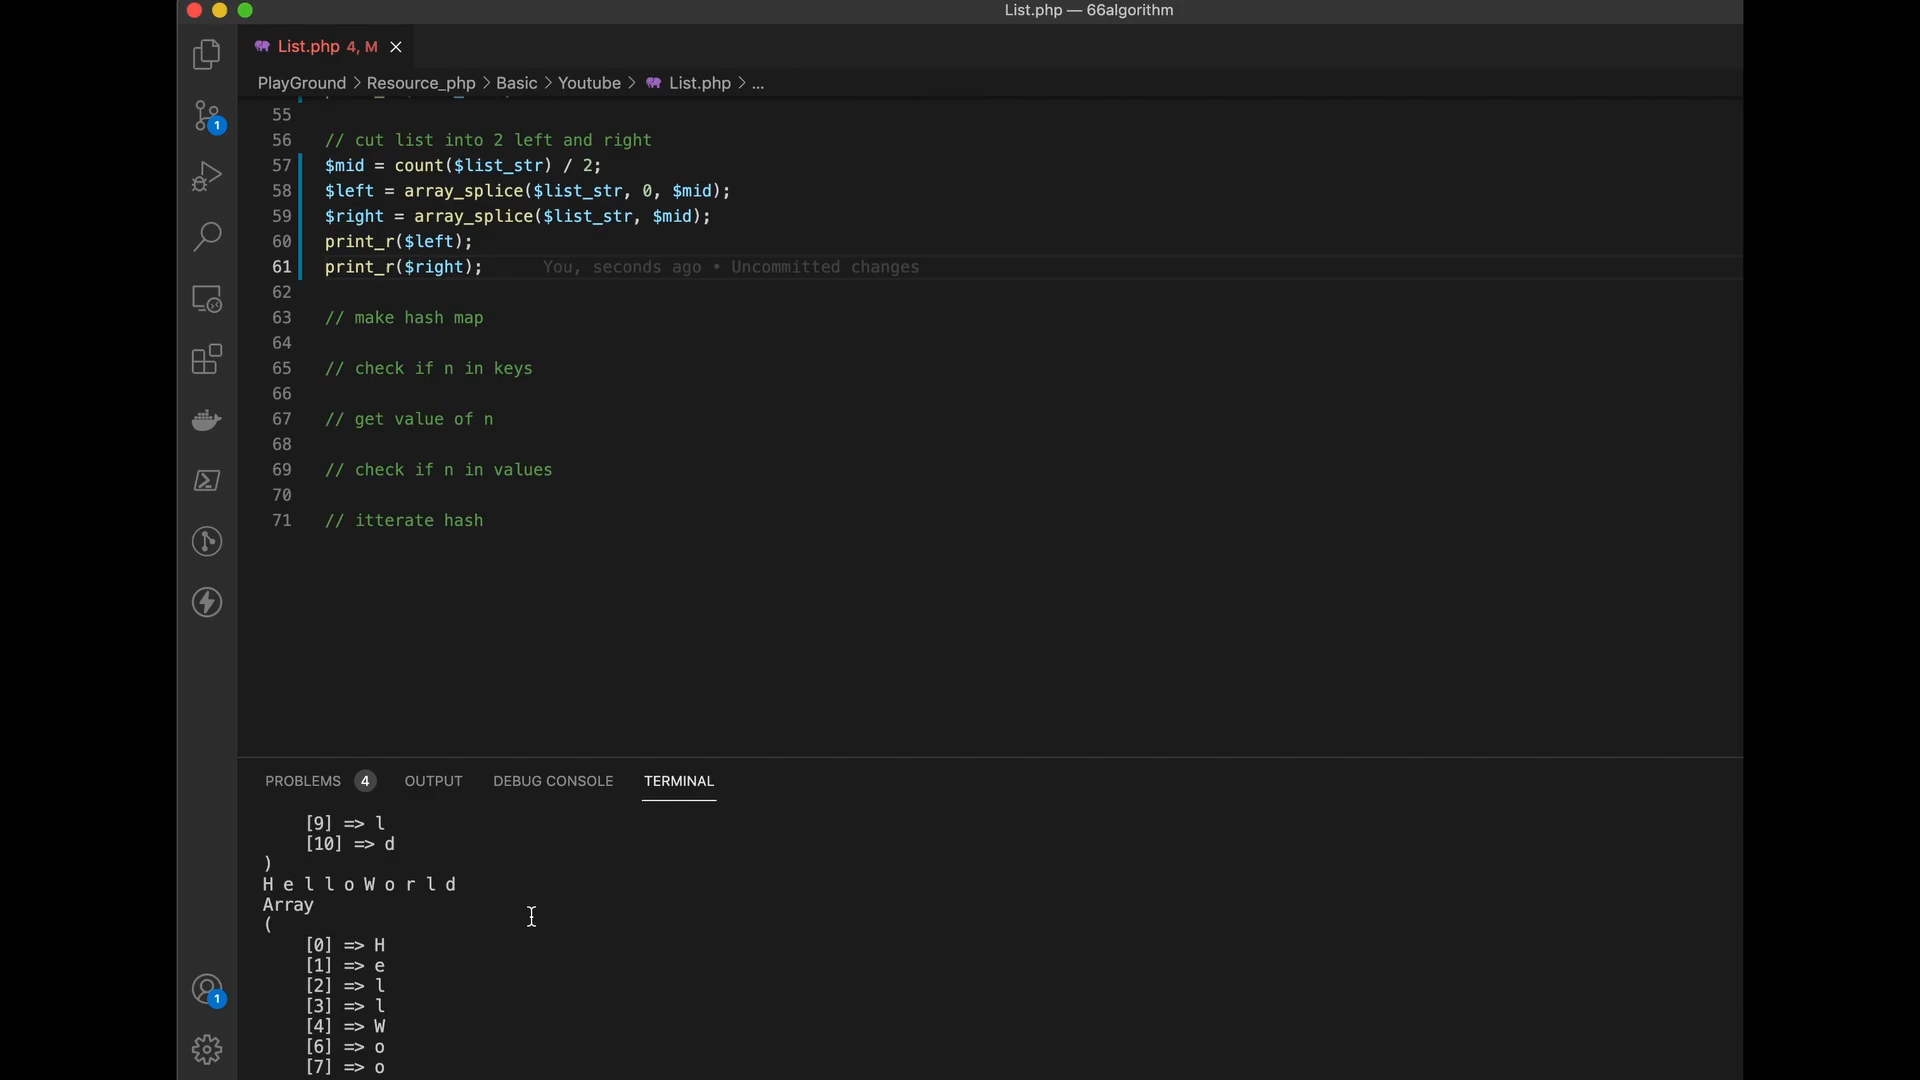 List.php — 66algorithm
List.php 4, M
PlayGround > Resource_php > Basic > Youtube > List.php > ...
55
56 // cut list into 2 left and right
57 $mid = count($list_str) / 2;
58 $left = array_splice($list_str, 0, $mid);
59 $right = array_splice($list_str, $mid);
60 print_r($left);
61 print_r($right); You, seconds ago • Uncommitted changes
62
63 // make hash map
64
65 // check if n in keys
66
67 // get value of n
68
69 // check if n in values
70
71 // itterate hash
1
1
PROBLEMS 4 OUTPUT DEBUG CONSOLE TERMINAL
[9] => l
[10] => d
)
H e l l o W o r l d
Array
(
[0] => H
[1] => e
[2] => l
[3] => l
[4] => W
[6] => o
[7] => o